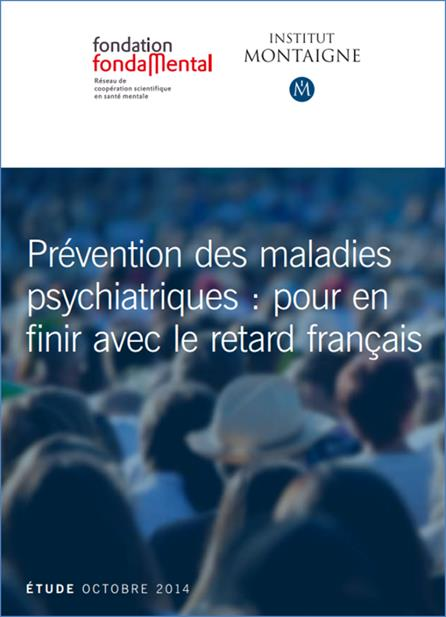 fondation
fondaMental
Réseau de
coopération scientifique
en santé mentale
INSTITUT
MONTAIGNE
M
Prévention des maladies
psychiatriques : pour en
finir avec le retard français
ÉTUDE OCTOBRE 2014